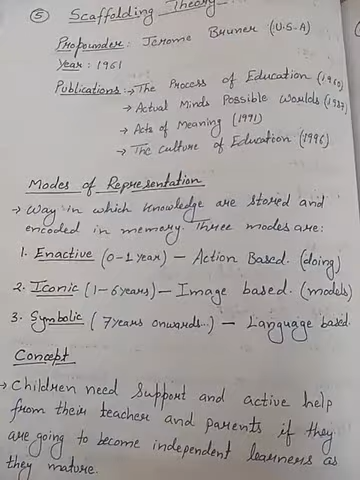 ⑤ Scaffolding Theory
Propounder: Jerome Bruner (U.S.A)
Year: 1961
Publications: → The Process of Education (1960)
→ Actual Minds Possible Worlds (1987)
→ Acts of Meaning (1991)
→ The Culture of Education (1996)
Modes of Representation
→ Way in which knowledge are stored and
encoded in memory. Three modes are:
1. Enactive (0-1 year) — Action Based. (doing)
2. Iconic (1-6 years) — Image based. (models)
3. Symbolic (7 years onwards...) — Language based
Concept
→ Children need support and active help
from their teacher and parents if they
are going to become independent learners as
they mature.